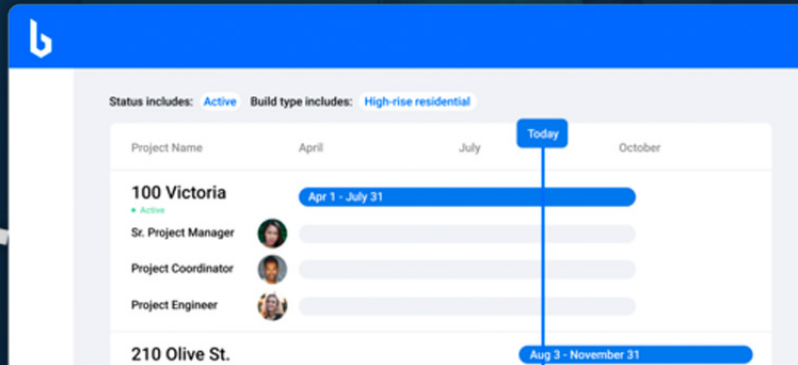 b
Status includes: Active Build type includes: High-rise residential
Today
Project Name April July October
100 Victoria Apr 1 - July 31
Active
Sr. Project Manager
Project Coordinator
Project Engineer
210 Olive St. Aug 3 - November 31